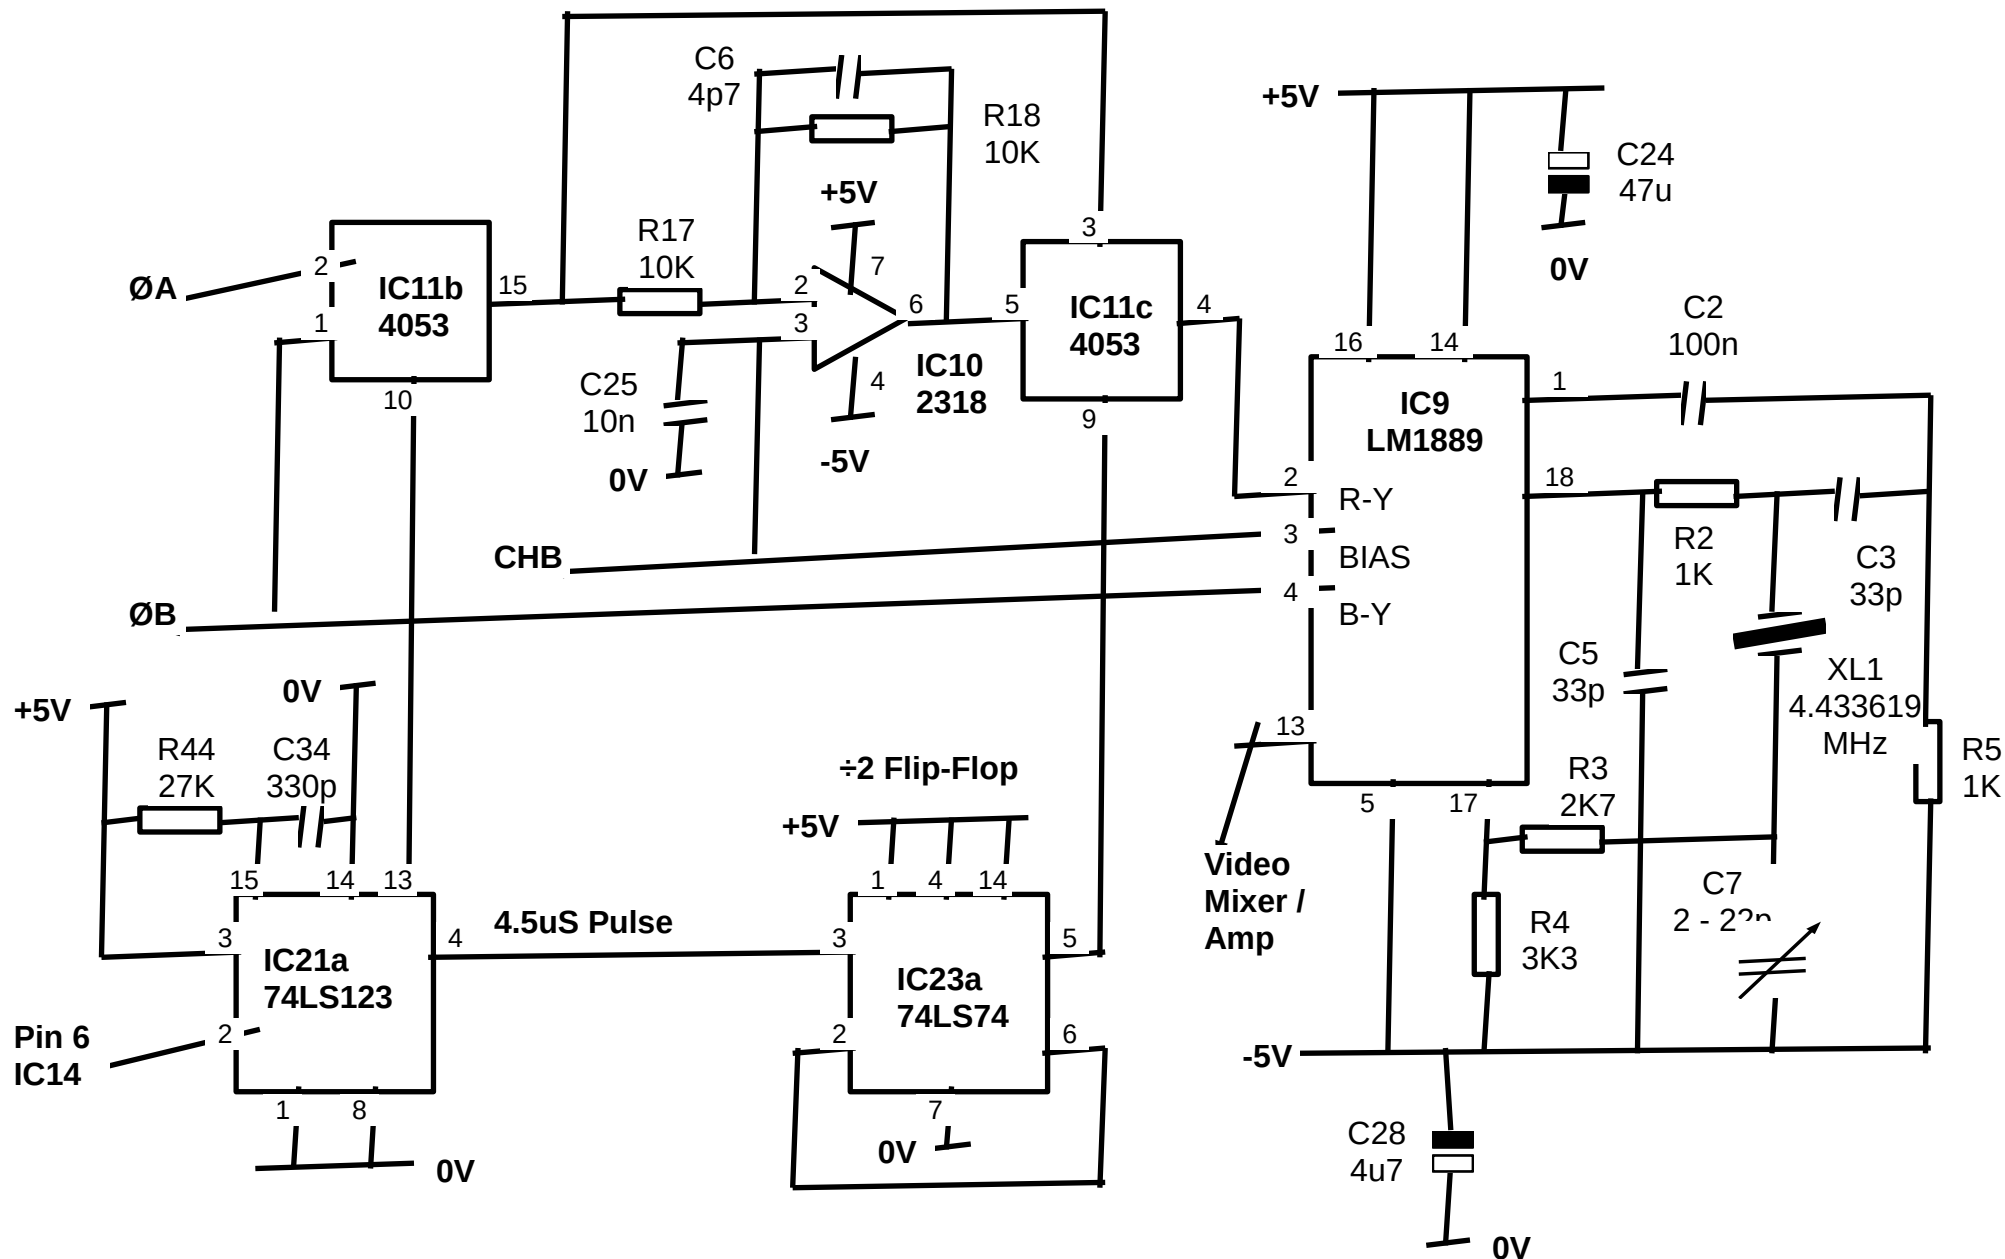 C6
4p7
R18
10K
+5V
+5V
C24
47u
0V
R17
10K
3
7
ØA
2
IC11b
4053
15
2
3
6
5
IC11c
4053
4
1
C25
10n
4
IC10
2318
10
9
0V
-5V
C2
100n
16
14
IC9
LM1889
1
18
2
R-Y
3
BIAS
4
B-Y
R2
1K
C3
33p
CHB
ØB
C5
33p
XL1
4.433619
MHz
R5
1K
+5V
0V
R44
27K
C34
330p
÷2 Flip-Flop
+5V
13
5
17
R3
2K7
Video
Mixer /
Amp
R4
3K3
C7
2 - 22p
15
14
13
1
4
14
3
IC21a
74LS123
4
4.5uS Pulse
3
IC23a
74LS74
5
Pin 6
IC14
2
2
6
1
8
7
0V
0V
-5V
C28
4u7
0V